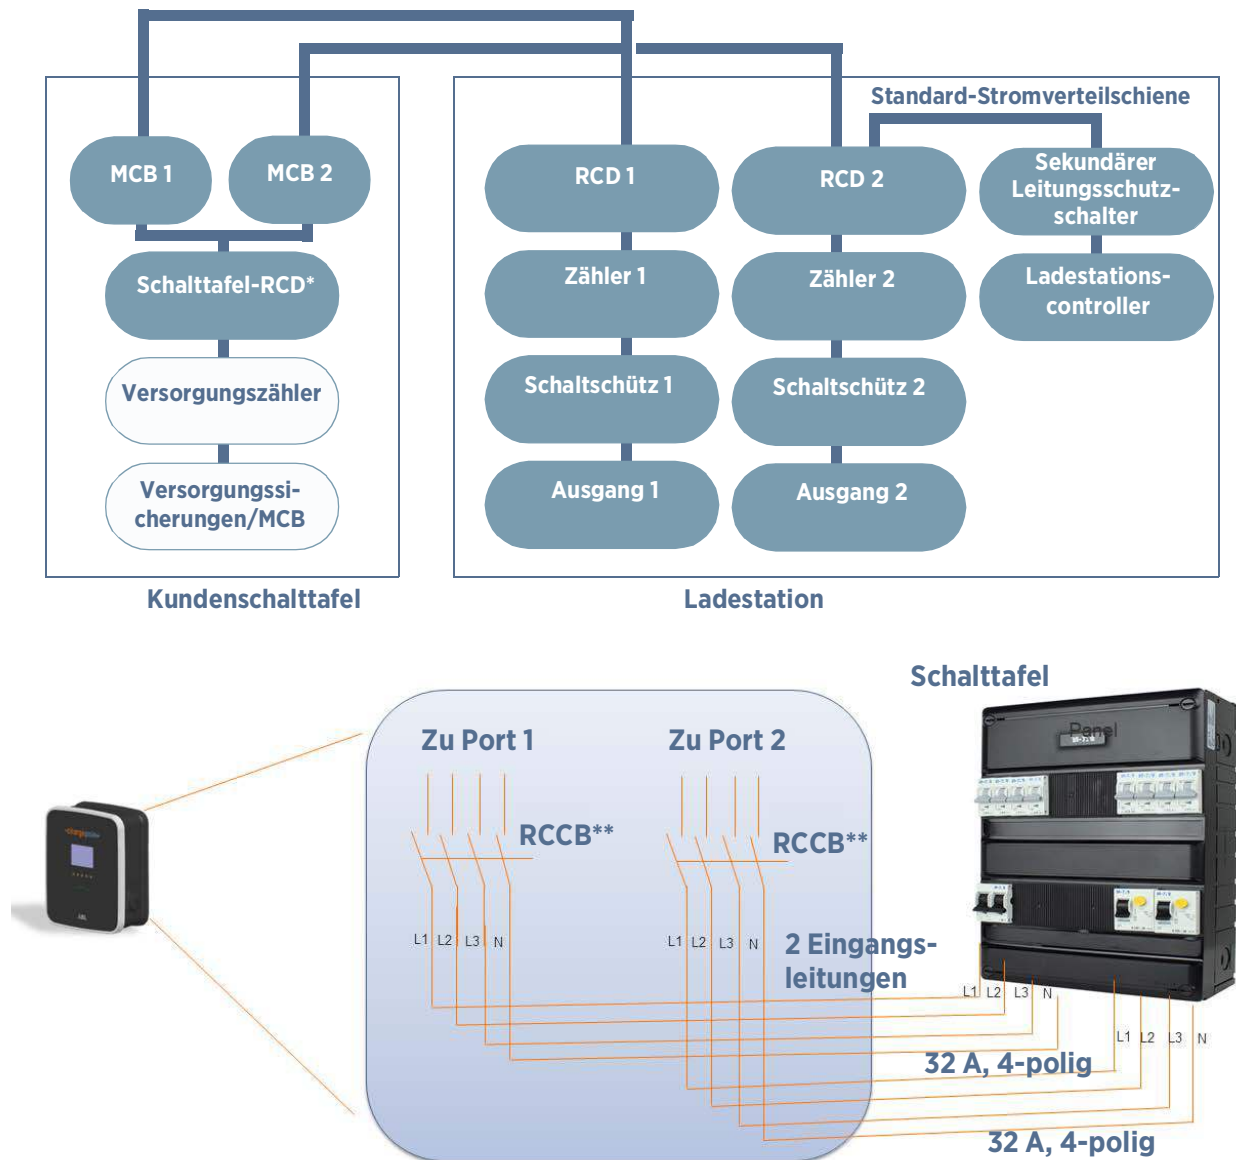 Standard-Stromverteilschiene
MCB 1
MCB 2
RCD 1
RCD 2
Sekundärer
Leitungsschutz-
schalter
Schalttafel-RCD*
Zähler 1
Zähler 2
Ladestations-
controller
Versorgungszähler
Schaltschütz 1
Schaltschütz 2
Versorgungssi-
cherungen/MCB
Ausgang 1
Ausgang 2
Kundenschalttafel
Ladestation
Schalttafel
Panel
Zu Port 1
Zu Port 2
RCCB**
RCCB**
L1 L2 L3 N
L1 L2 L3 N
2 Eingangs-
leitungen
L1 L2 L3 N
L1 L2 L3 N
32 A, 4-polig
32 A, 4-polig